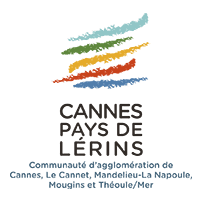 CANNES
PAYS DE
LÉRINS
Communauté d'agglomération de
Cannes, Le Cannet, Mandelieu-La Napoule,
Mougins et Théoule/Mer